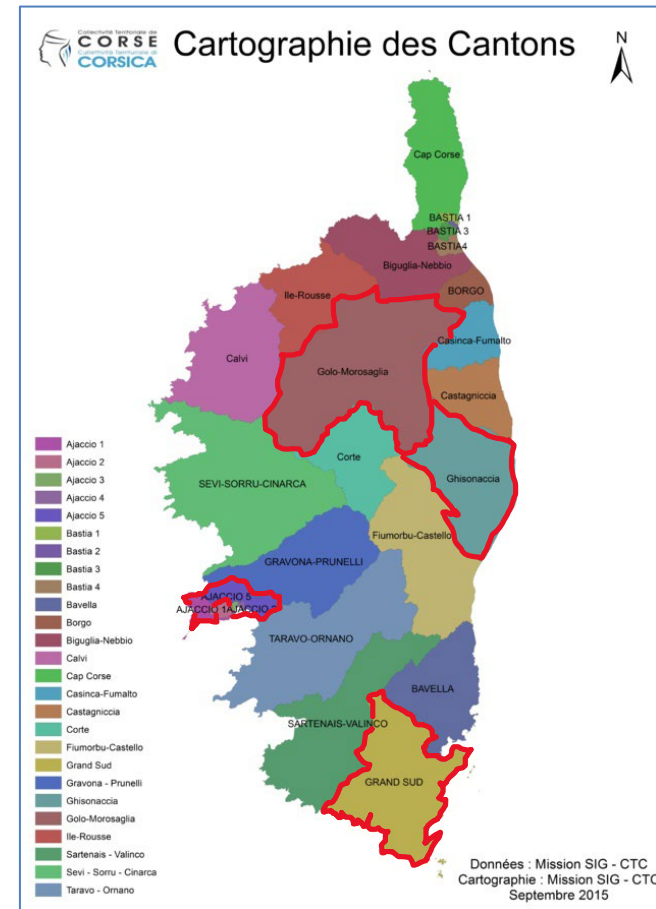 Collectivité Territoriale de
CORSE
CORSICA
Cartographie des Cantons
N
Cap Corse
BASTIA 1
BASTIA 3
BASTIA4
Biguglia-Nebbio
BORGO
Ile-Rousse
Casinca-Fumalto
Calvi
Golo-Morosaglia
Castagniccia
Corte
Ghisonaccia
SEVI-SORRU-CINARCA
Fiumorbu-Castello
GRAVONA-PRUNELLI
AJACCIO 5
AJACCIO 1
TARAVO-ORNANO
BAVELLA
SARTENAIS-VALINCO
GRAND SUD
Ajaccio 1
Ajaccio 2
Ajaccio 3
Ajaccio 4
Ajaccio 5
Bastia 1
Bastia 2
Bastia 3
Bastia 4
Bavella
Borgo
Biguglia-Nebbio
Calvi
Cap Corse
Casinca-Fumalto
Castagniccia
Corte
Fiumorbu-Castello
Grand Sud
Gravona - Prunelli
Ghisonaccia
Golo-Morosaglia
Ile-Rousse
Sartenais - Valinco
Sevi - Sorru - Cinarca
Taravo - Ornano
Données : Mission SIG - CTC
Cartographie : Mission SIG - CTC
Septembre 2015